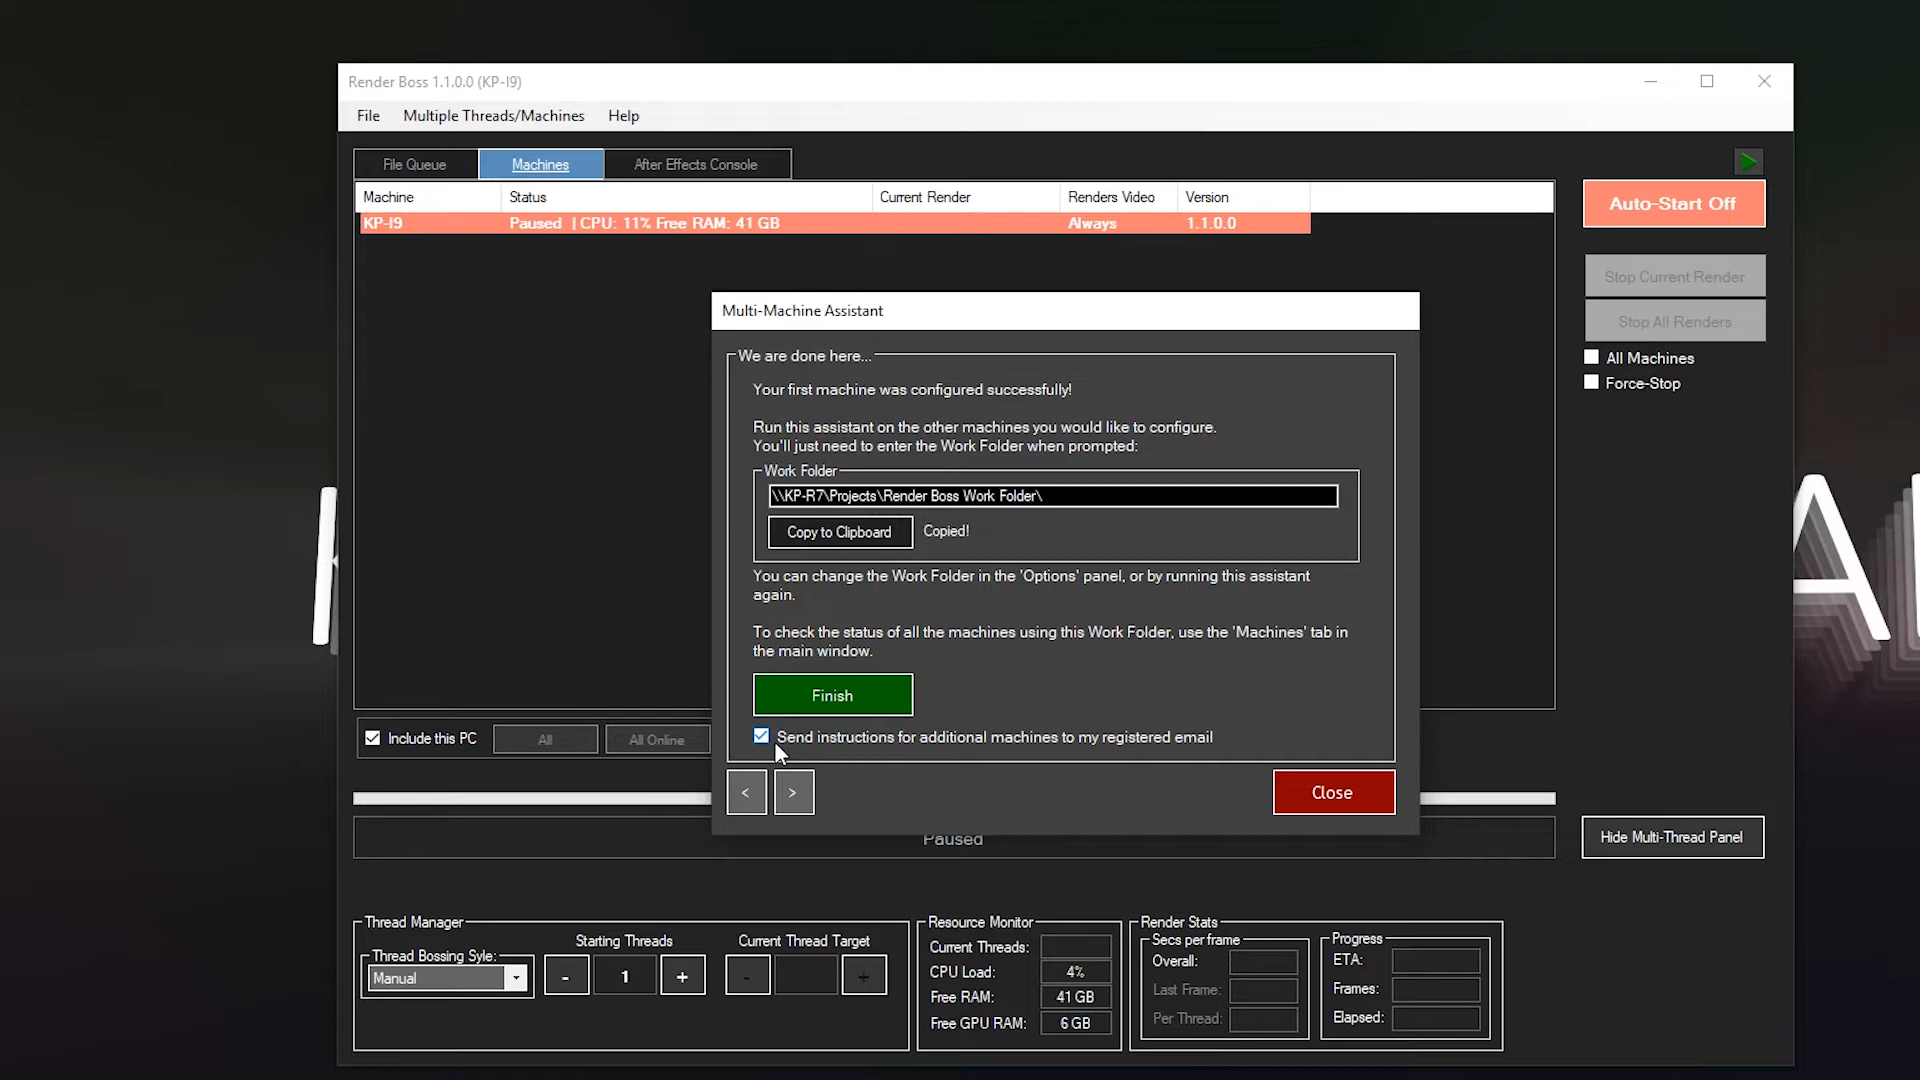 Render Boss 1.1.0.0 (KP-I9)
File Multiple Threads/Machines Help
File Queue Machines After Effects Console
Machine Status Current Render Renders Video Version
KP-I9 Paused | CPU: 11% Free RAM: 41 GB Always 1.1.0.0
Auto-Start Off
Stop Current Render
Stop All Renders
All Machines
Force-Stop
Multi-Machine Assistant
We are done here...
Your first machine was configured successfully!
Run this assistant on the other machines you would like to configure.
You'll just need to enter the Work Folder when prompted:
Work Folder
\\KP-R7\Projects\Render Boss Work Folder\
Copy to Clipboard Copied!
You can change the Work Folder in the 'Options' panel, or by running this assistant
again.
To check the status of all the machines using this Work Folder, use the 'Machines' tab in
the main window.
Finish
Send instructions for additional machines to my registered email
< > Close
Include this PC All All Online
Paused
Hide Multi-Thread Panel
Thread Manager
Thread Bossing Syle:
Manual
Starting Threads
- 1 +
Current Thread Target
- +
Resource Monitor
Current Threads:
CPU Load: 4%
Free RAM: 41 GB
Free GPU RAM: 6 GB
Render Stats
Secs per frame
Overall:
Last Frame:
Per Thread:
Progress
ETA:
Frames:
Elapsed: